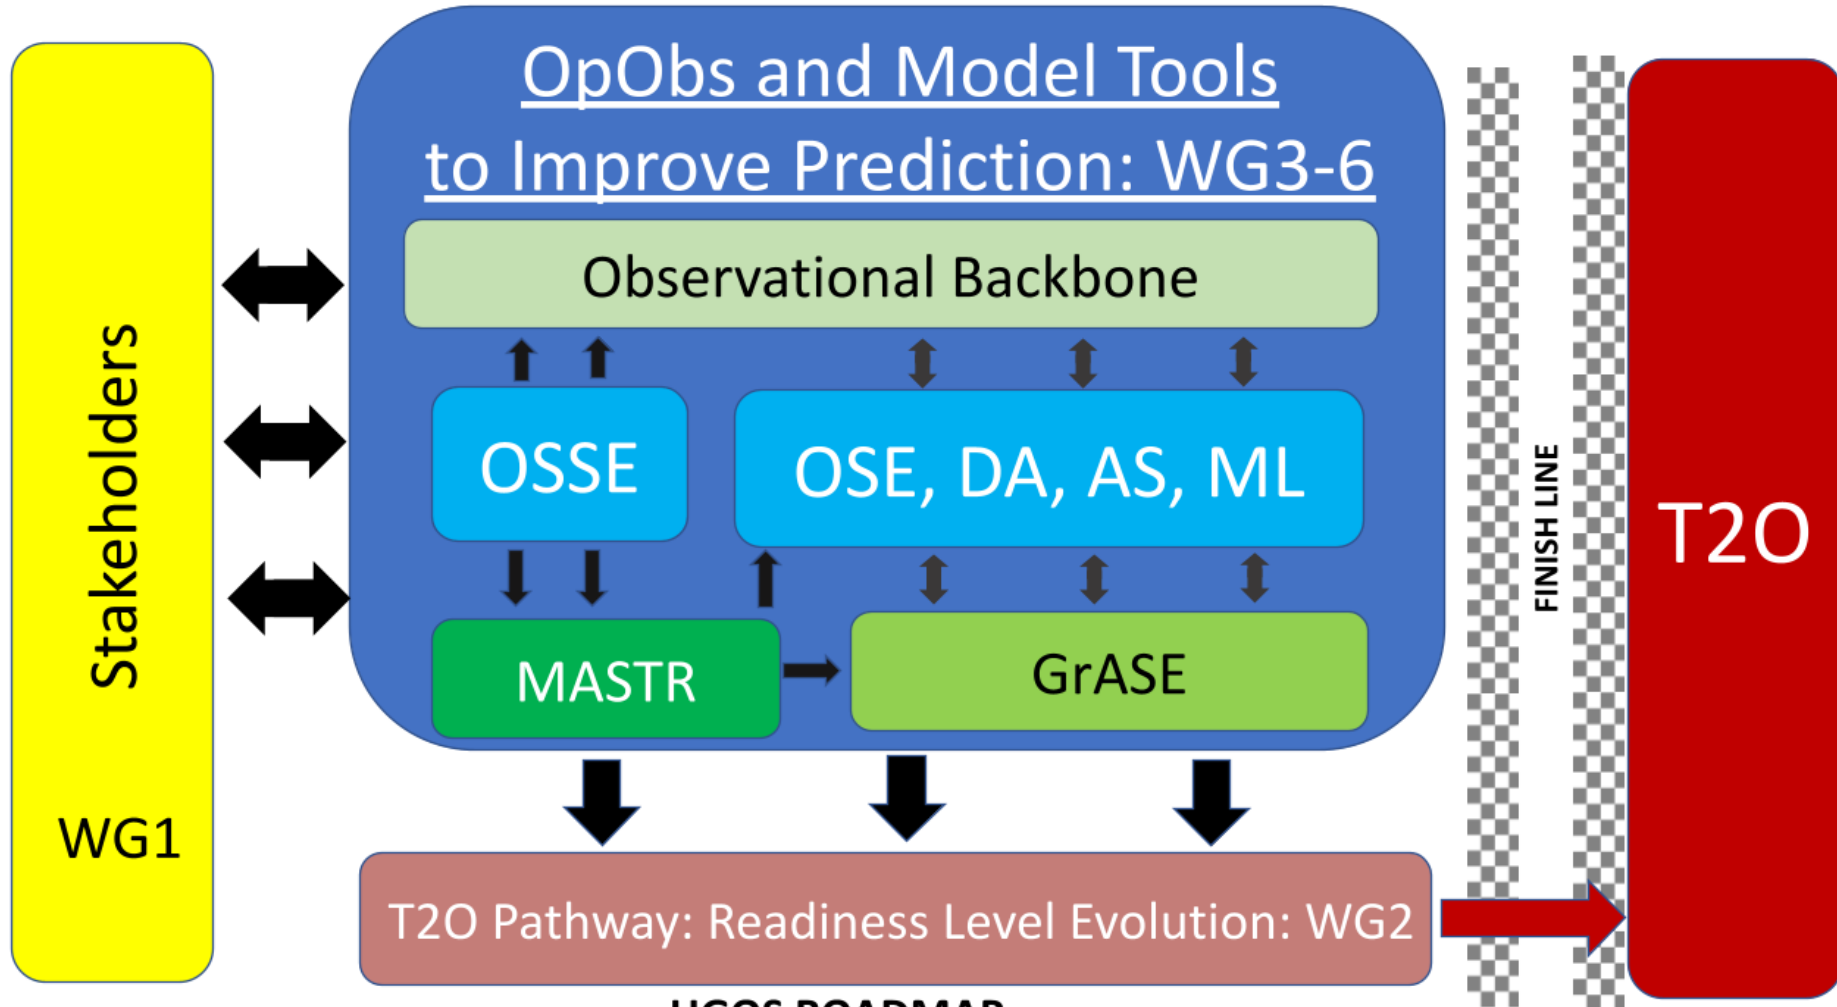 OpObs and Model Tools
to Improve Prediction: WG3-6
Stakeholders
WG1
Observational Backbone
OSSE
OSE, DA, AS, ML
MASTR
GrASE
T2O Pathway: Readiness Level Evolution: WG2
FINISH LINE
T2O
ROADMAP